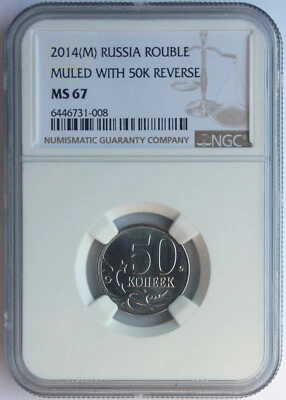 2014(M) RUSSIA ROUBLE
MULED WITH 50K REVERSE
MS 67
6446731-008
NUMISMATIC GUARANTY COMPANY
NGC
50
КОПЕЕК